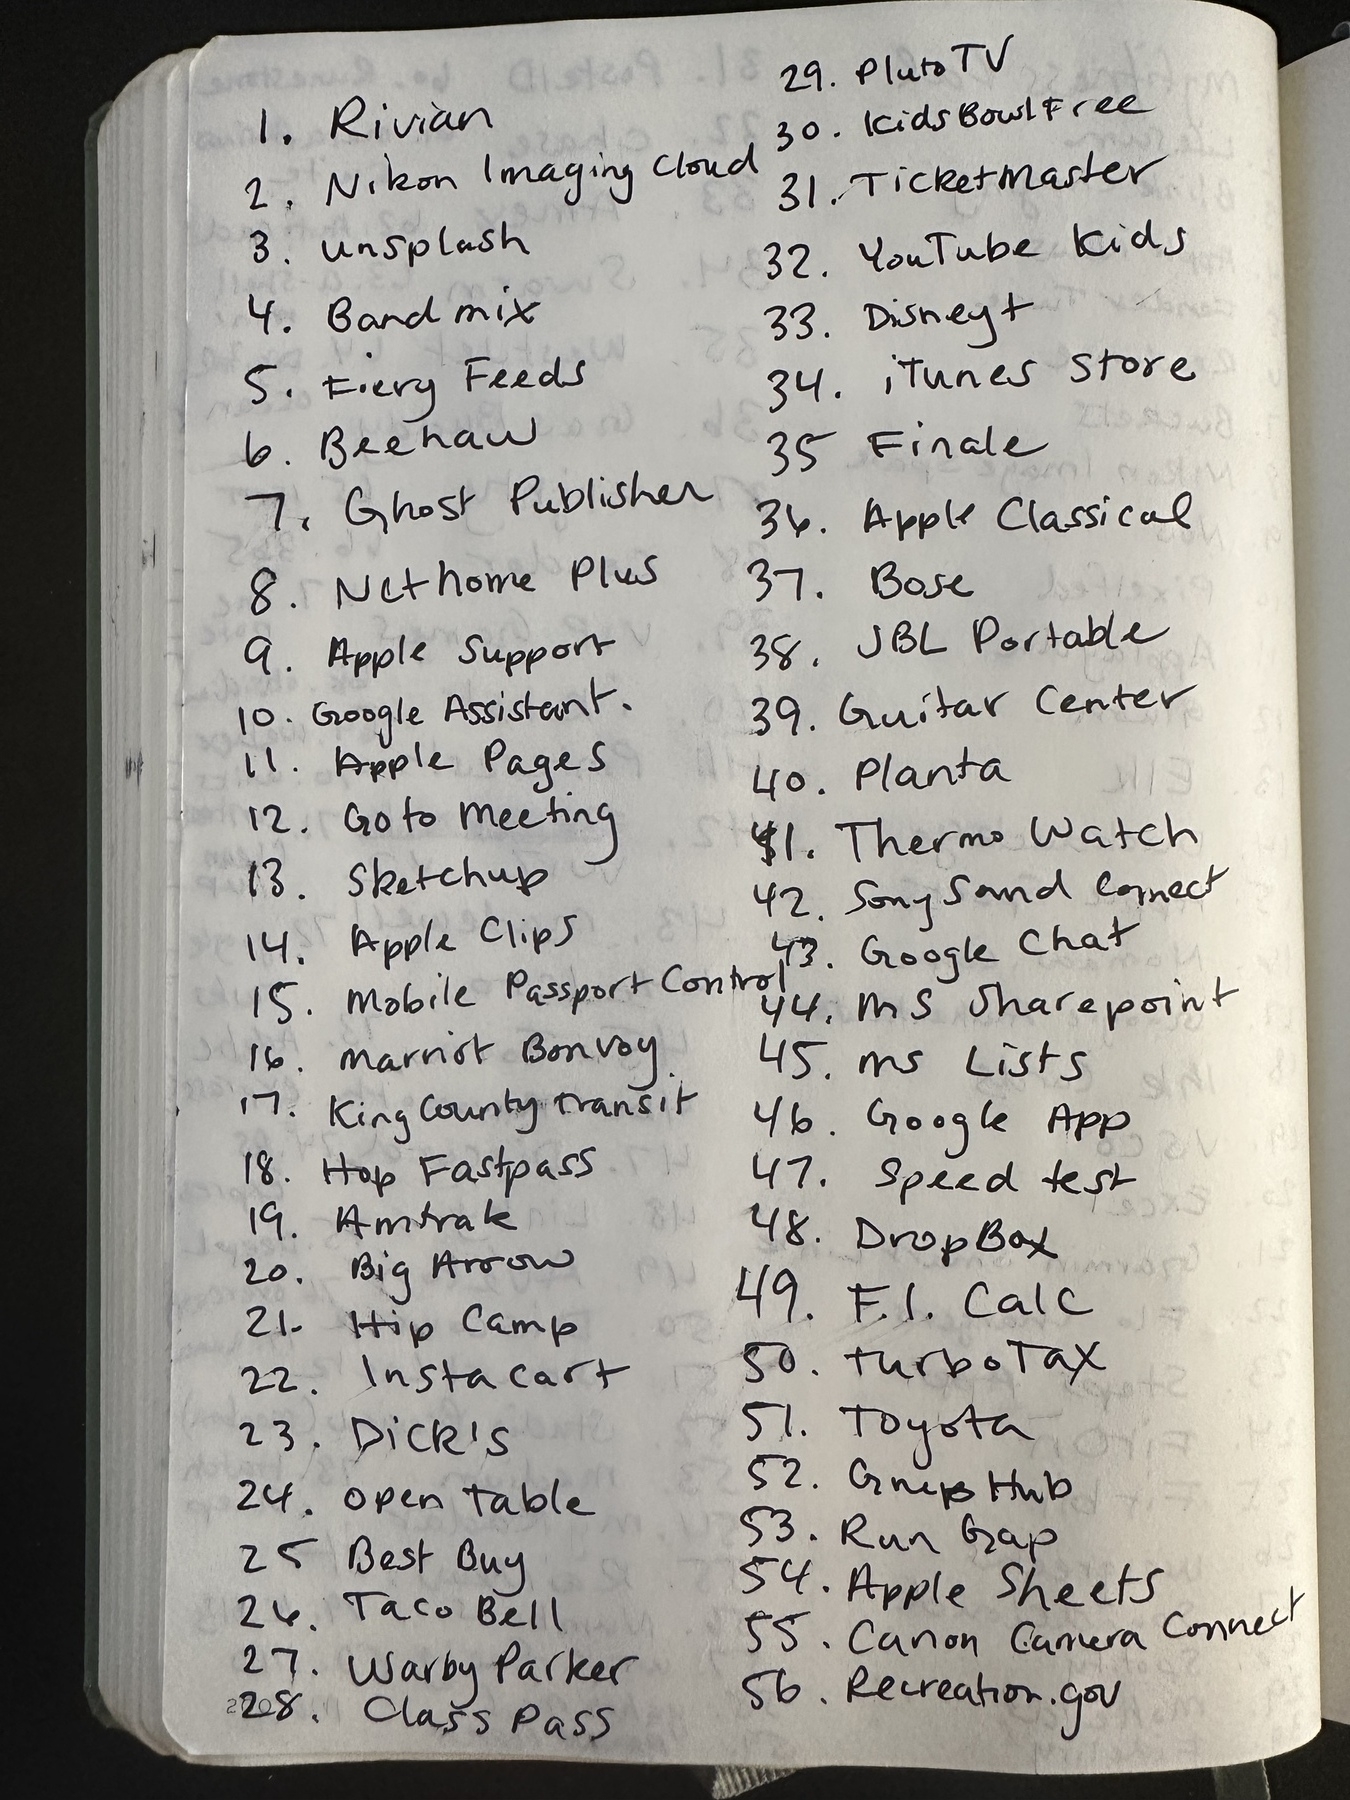 1. Rivian
2. Nikon Imaging Cloud
3. unsplash
4. Bandmix
5. Fiery Feeds
6. Beehaw
7. Ghost Publisher
8. Nethome Plus
9. Apple Support
10. Google Assistant.
11. Apple Pages
12. Goto Meeting
13. Sketchup
14. Apple Clips
15. Mobile Passport Control
16. Marriot Bonvoy
17. King County Transit
18. Hop Fastpass
19. Amtrak
20. Big Arrow
21. Hip Camp
22. Instacart
23. Dick's
24. open table
25 Best Buy
26. Taco Bell
27. Warby Parker
28. Class Pass
29. Pluto TV
30. KidsBowlFree
31. TicketMaster
32. YouTube Kids
33. Disney+
34. iTunes Store
35 Finale
36. Apple Classical
37. Bose
38. JBL Portable
39. Guitar Center
40. Planta
41. Thermo Watch
42. Sony Sound Connect
43. Google Chat
44. MS Sharepoint
45. MS Lists
46. Google App
47. Speed test
48. DropBox
49. F.I. Calc
50. TurboTax
51. Toyota
52. Hub
53. Run Gap
54. Apple Sheets
55. Canon Camera Connect
56. Recreation.gov